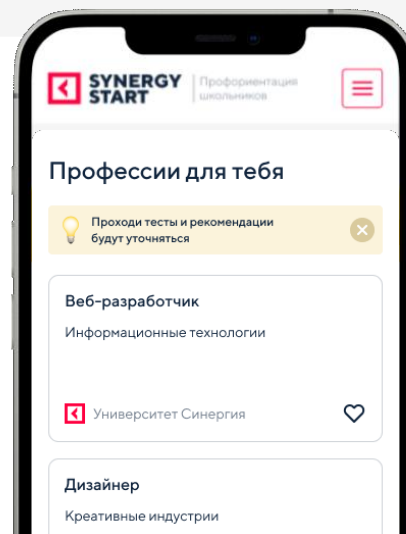 SYNERGY
START
Профориентация
школьников
Профессии для тебя
Проходи тесты и рекомендации
будут уточняться
Веб-разработчик
Информационные технологии
Университет Синергия
Дизайнер
Креативные индустрии